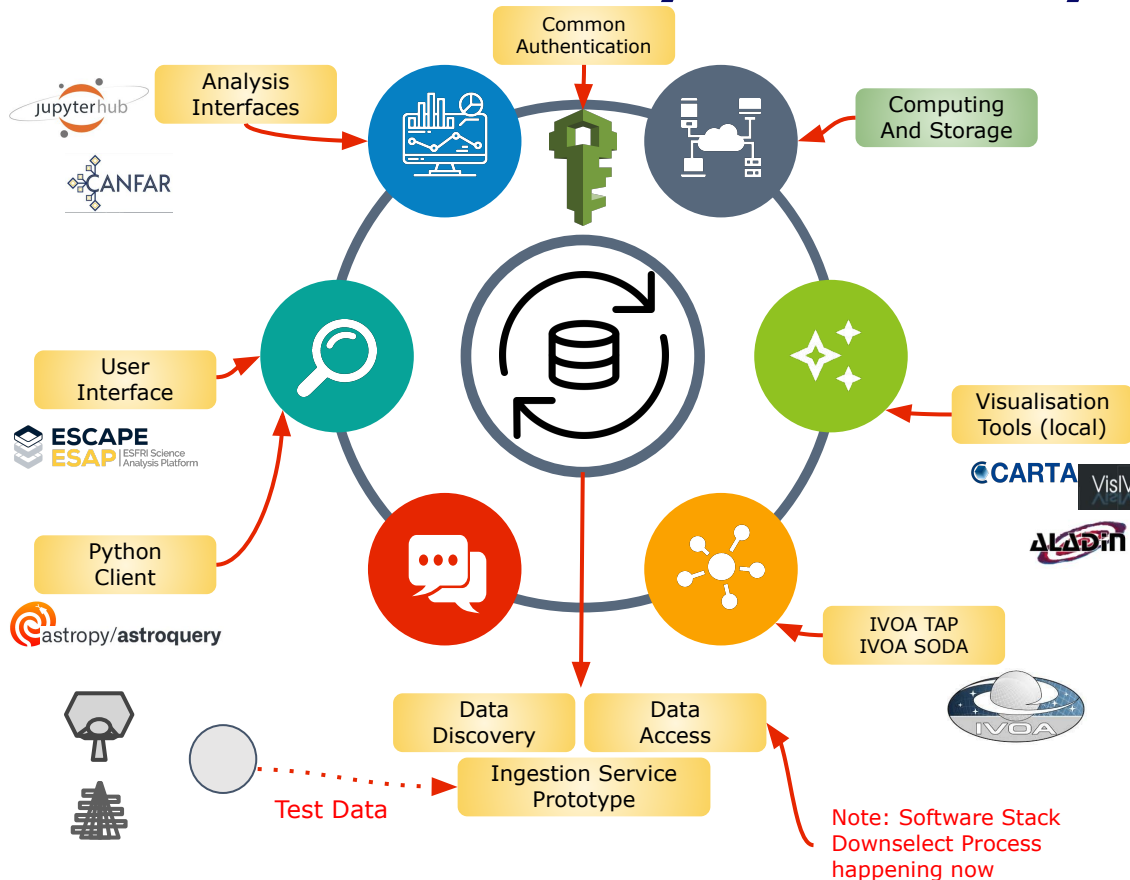 Common
Authentication
jupyterhub
Analysis
Interfaces
Computing
And Storage
CANFAR
User
Interface
ESCAPE
ESAP
ESFRI Science
Analysis Platform
Visualisation
Tools (local)
CARTA
VisIV
ALADIN
Python
Client
astropy/astroquery
IVOA TAP
IVOA SODA
IVOA
Data
Discovery
Data
Access
Ingestion Service
Prototype
Test Data
Note: Software Stack
Downselect Process
happening now